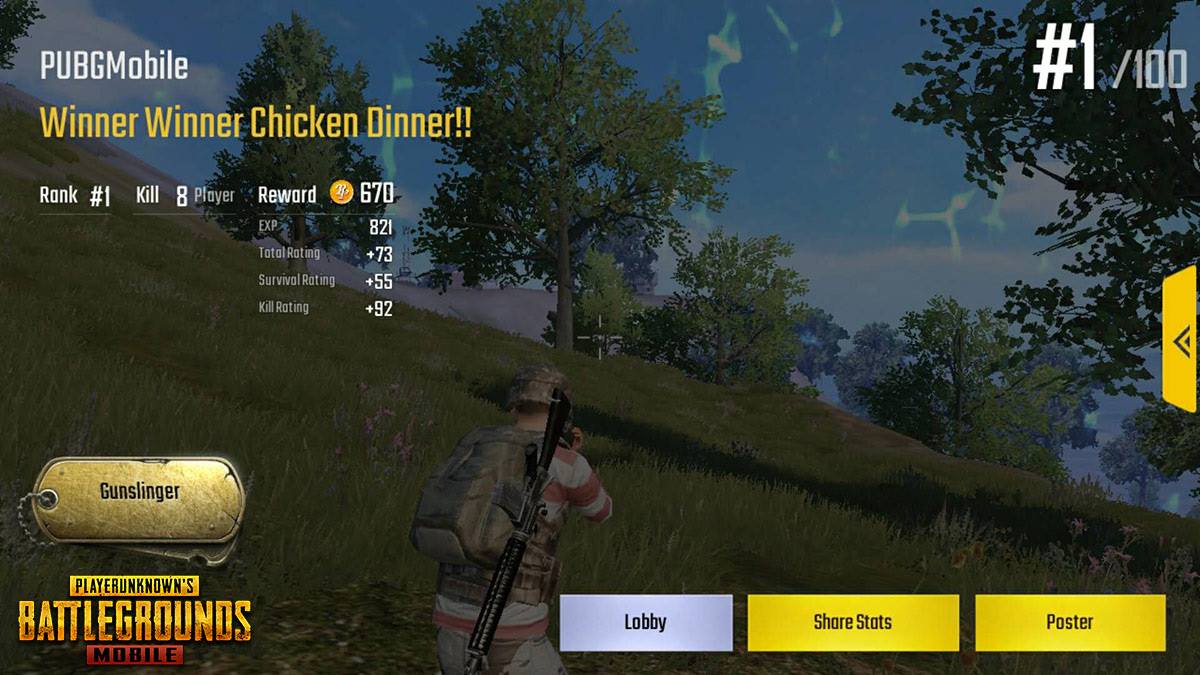 PUBGMobile
#1 /100
Winner Winner Chicken Dinner!!
Rank #1 Kill 8 Player Reward 670
EXP 821
Total Rating +73
Survival Rating +55
Kill Rating +92
Gunslinger
PLAYERUNKNOWN'S
BATTLEGROUNDS
MOBILE
Lobby Share Stats Poster